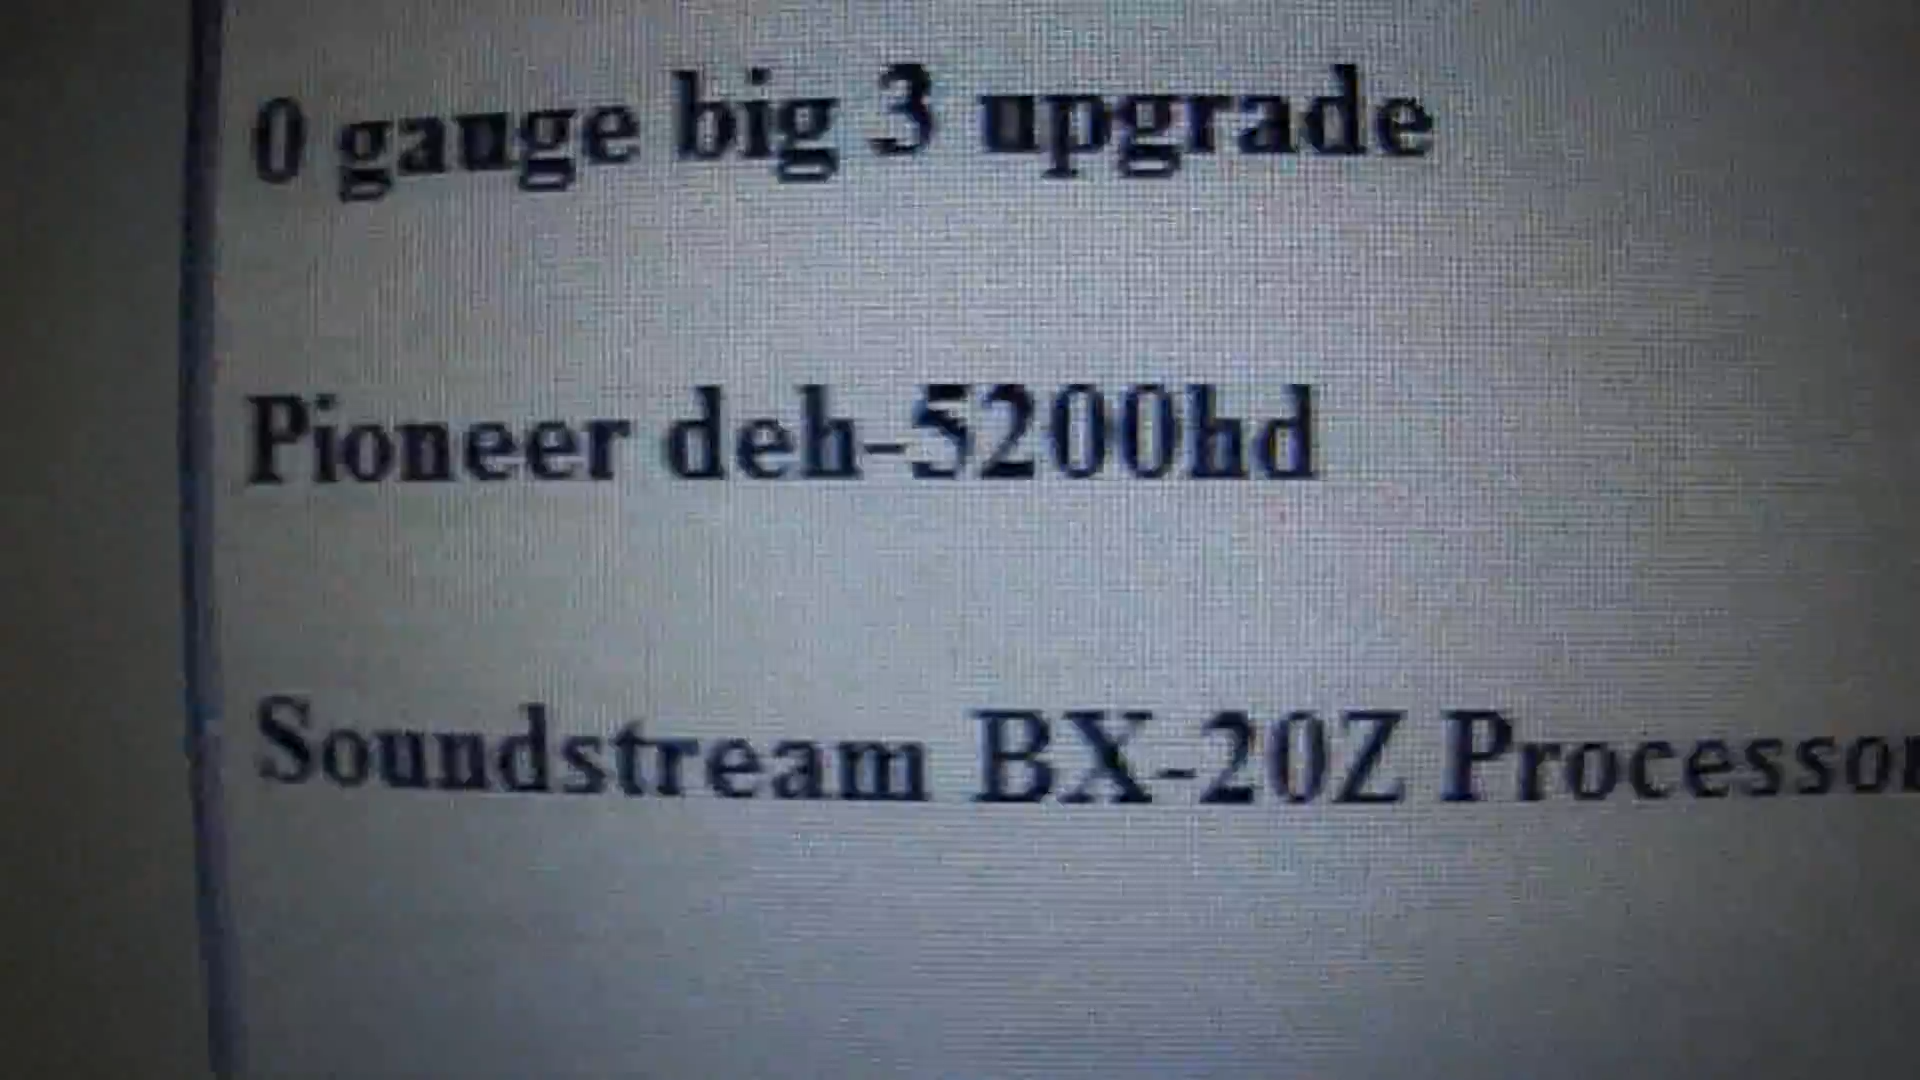 0 gauge big 3 upgrade
Pioneer deh-5200hd
Soundstream BX-20Z Processor